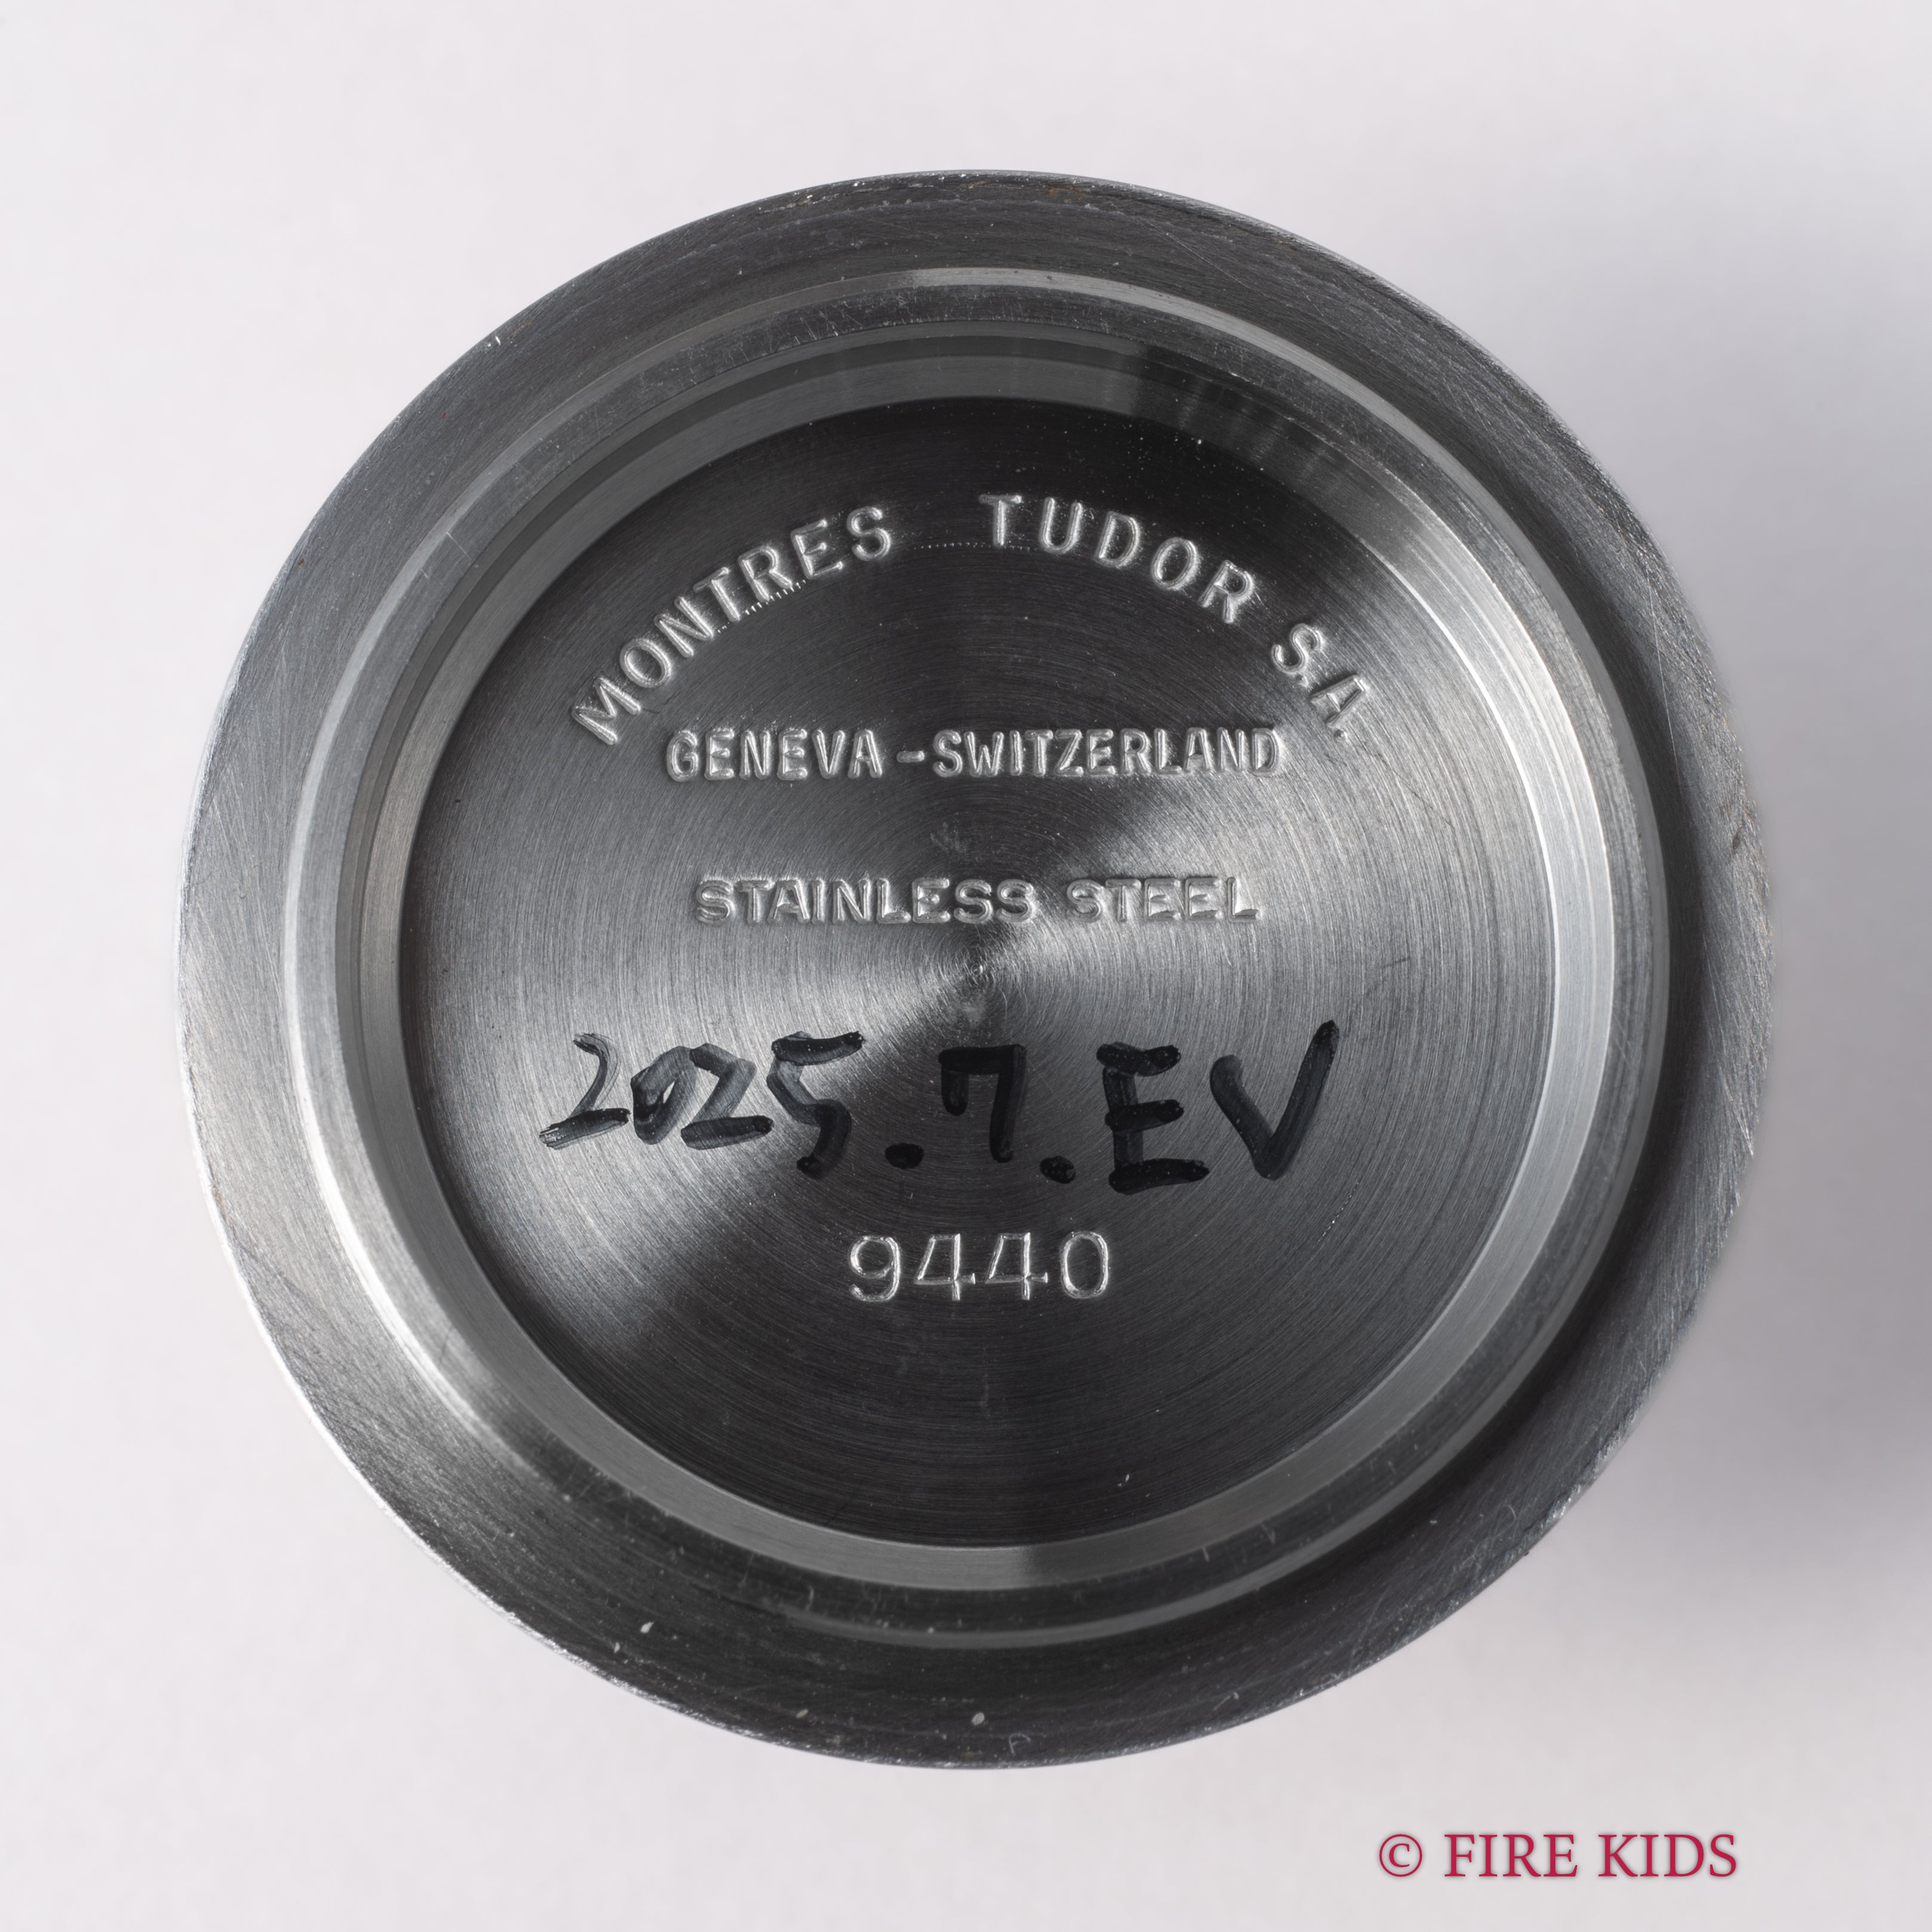 MONTRES TUDOR S.A.
GENEVA-SWITZERLAND
STAINLESS STEEL
2025.7.EV
9440
© FIRE KIDS